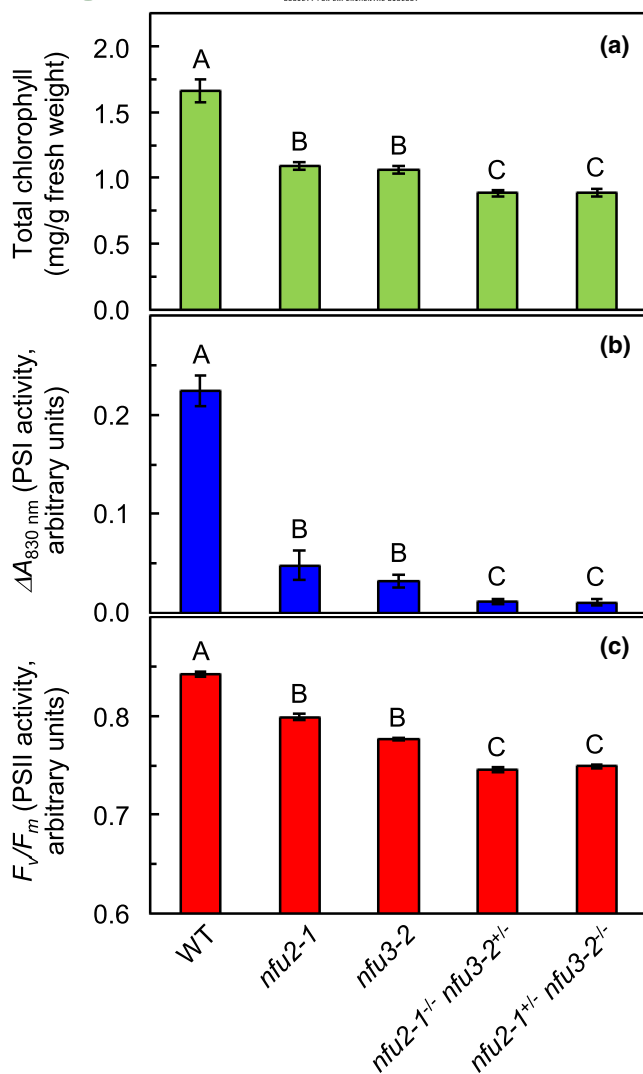 (a)
Total chlorophyll
(mg/g fresh weight)
2.0
1.5
1.0
0.5
0.0
A
B
B
C
C
(b)
ΔA830 nm (PSI activity,
arbitrary units)
0.2
0.1
0.0
A
B
B
C
C
(c)
Fv/Fm (PSII activity,
arbitrary units)
0.8
0.7
0.6
A
B
B
C
C
WT
nfu2-1
nfu3-2
nfu2-1-/- nfu3-2+/-
nfu2-1+/- nfu3-2-/-